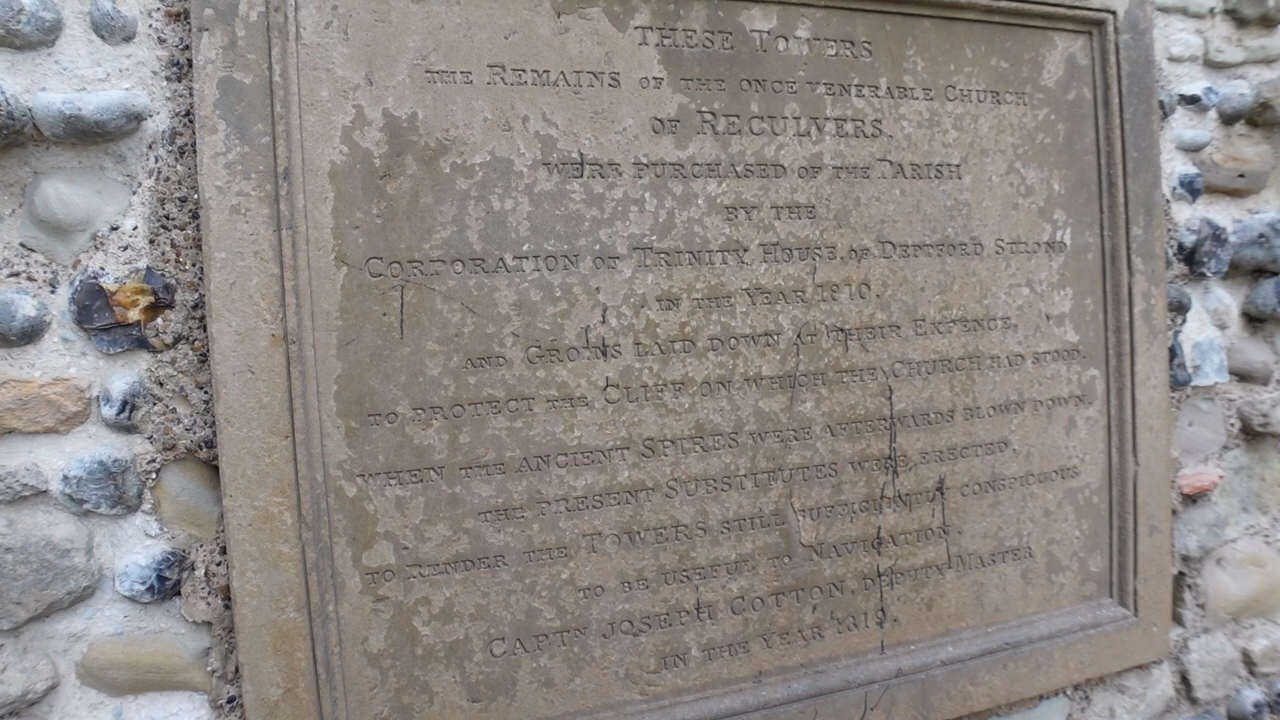 THESE TOWERS
THE REMAINS OF THE ONCE VENERABLE CHURCH
OF RECULVERS,
WERE PURCHASED OF THE PARISH
BY THE
CORPORATION OF TRINITY HOUSE, OF DEPTFORD STROND
IN THE YEAR 1810,
AND GROINS LAID DOWN AT THEIR EXPENCE,
TO PROTECT THE CLIFF ON WHICH THE CHURCH HAD STOOD.
WHEN THE ANCIENT SPIRES WERE AFTERWARDS BLOWN DOWN,
THE PRESENT SUBSTITUTES WERE ERECTED,
TO RENDER THE TOWERS STILL SUFFICIENTLY CONSPICUOUS
TO BE USEFUL TO NAVIGATION.
CAPTN JOSEPH COTTON, DEPUTY MASTER
IN THE YEAR 1819.